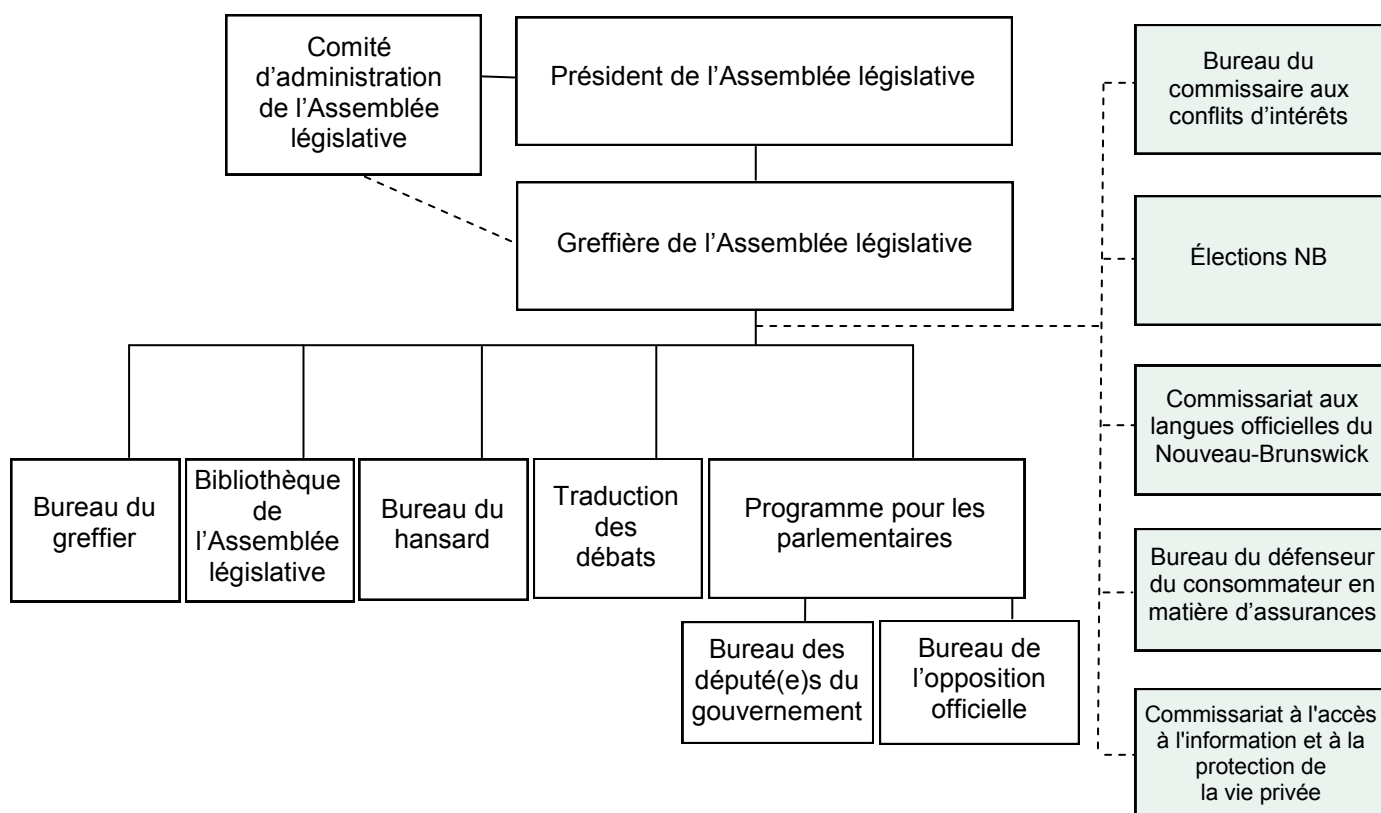 Comité
d’administration
de l’Assemblée
législative
Président de l’Assemblée législative
Greffière de l’Assemblée législative
Bureau du
greffier
Bibliothèque
de
l’Assemblée
législative
Bureau du
hansard
Traduction
des
débats
Programme pour les
parlementaires
Bureau des
député(e)s du
gouvernement
Bureau de
l’opposition
officielle
Bureau du
commissaire aux
conflits d’intérêts
Élections NB
Commissariat aux
langues officielles du
Nouveau-Brunswick
Bureau du défenseur
du consommateur en
matière d’assurances
Commissariat à l'accès
à l'information et à la
protection de
la vie privée